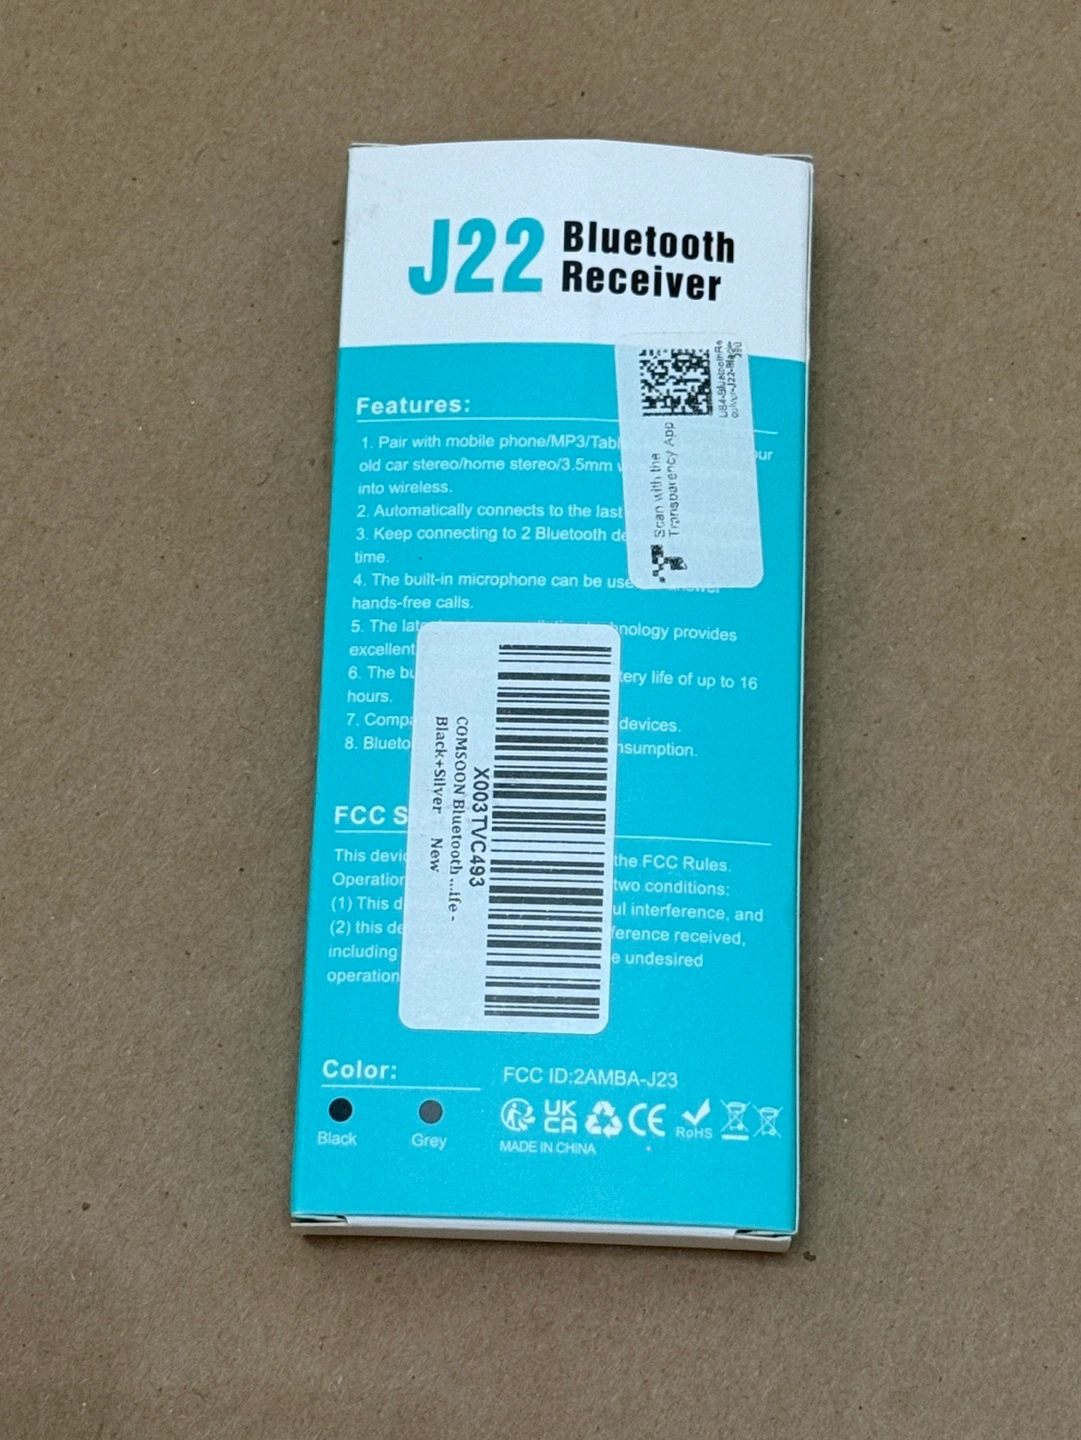 J22 Bluetooth
Receiver
Features:
1. Pair with mobile phone/MP3/Tabl
old car stereo/home stereo/3.5mm
into wireless.
2. Automatically connects to the last
3. Keep connecting to 2 Bluetooth de
time.
4. The built-in microphone can be use
hands-free calls.
5. The late nology provides
excellent
6. The bu tery life of up to 16
hours.
7. Compa devices.
8. Blueto nsumption.
Scan with the
Transparency App
X003TVC493
COMSOON Bluetooth ...ife -
Black+Silver New
FCC S
This devic the FCC Rules.
Operation two conditions:
(1) This d ul interference, and
(2) this de ference received,
including e undesired
operation
Color:
Black
Grey
FCC ID:2AMBA-J23
UK
CA
CE
RoHS
MADE IN CHINA